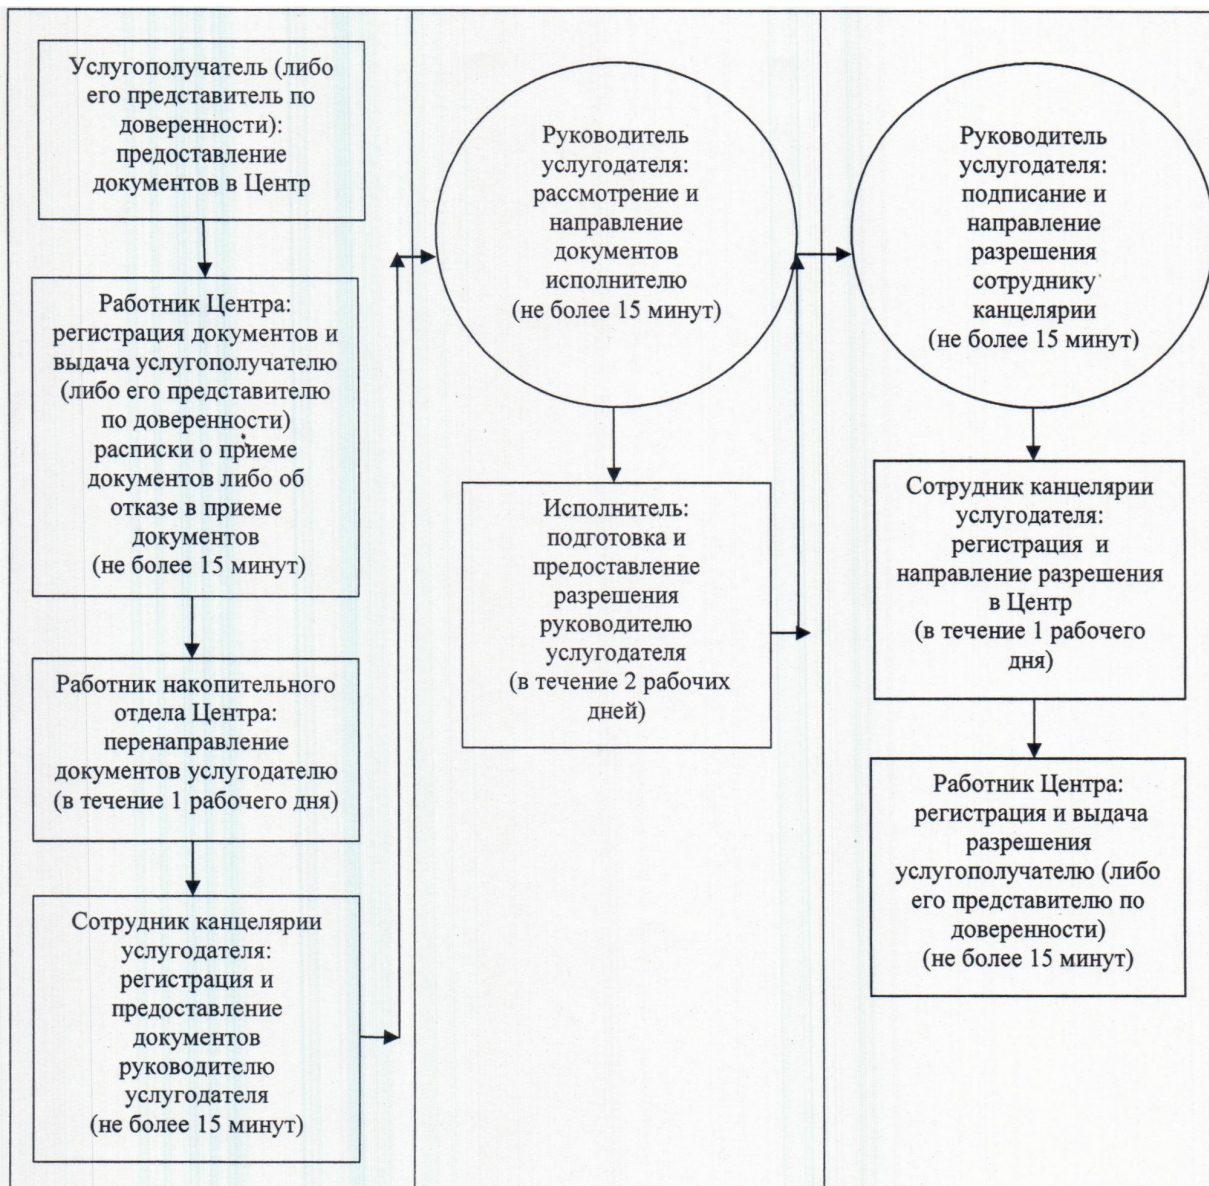 Услугополучатель (либо
его представитель по
доверенности):
предоставление
документов в Центр
Работник Центра:
регистрация документов и
выдача услугополучателю
(либо его представителю
по доверенности)
расписки о приеме
документов либо об
отказе в приеме
документов
(не более 15 минут)
Работник накопительного
отдела Центра:
перенаправление
документов услугодателю
(в течение 1 рабочего дня)
Сотрудник канцелярии
услугодателя:
регистрация и
предоставление
документов
руководителю
услугодателя
(не более 15 минут)
Руководитель
услугодателя:
рассмотрение и
направление
документов
исполнителю
(не более 15 минут)
Исполнитель:
подготовка и
предоставление
разрешения
руководителю
услугодателя
(в течение 2 рабочих
дней)
Руководитель
услугодателя:
подписание и
направление
разрешения
сотруднику
канцелярии
(не более 15 минут)
Сотрудник канцелярии
услугодателя:
регистрация и
направление разрешения
в Центр
(в течение 1 рабочего
дня)
Работник Центра:
регистрация и выдача
разрешения
услугополучателю (либо
его представителю по
доверенности)
(не более 15 минут)